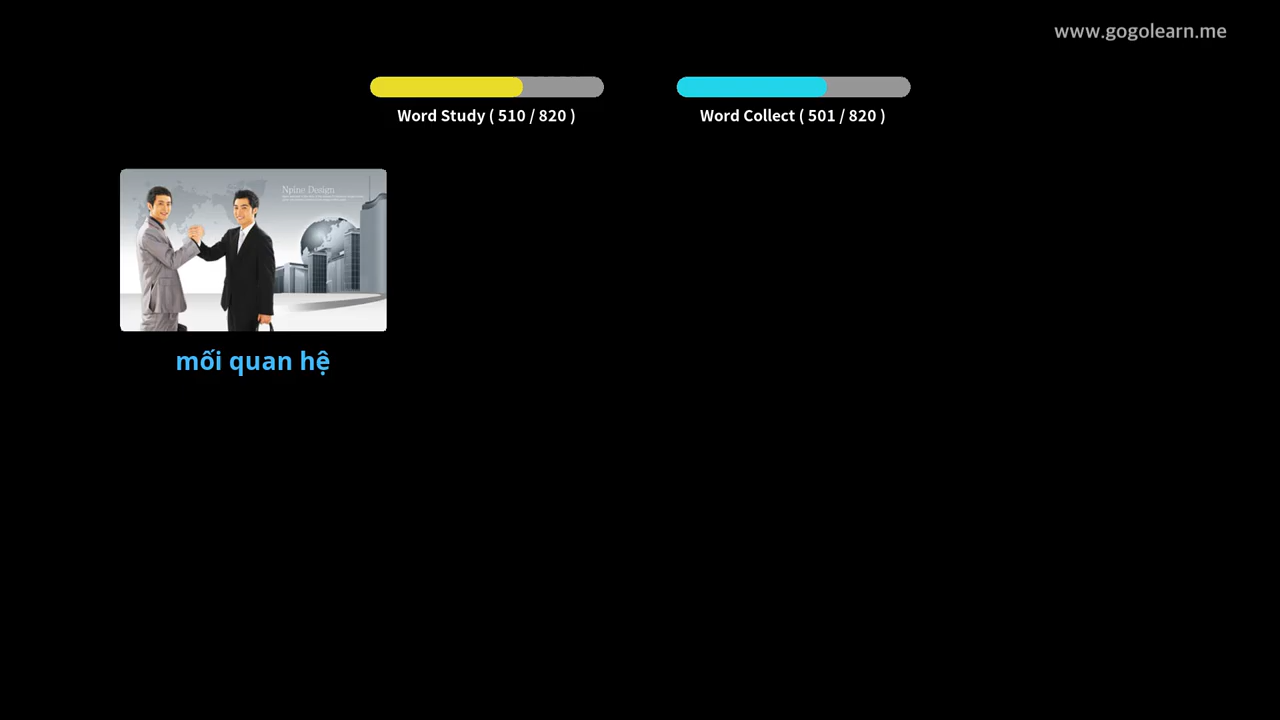 www.gogolearn.me
Word Study ( 510 / 820 )
Word Collect ( 501 / 820 )
Npine Design
mối quan hệ